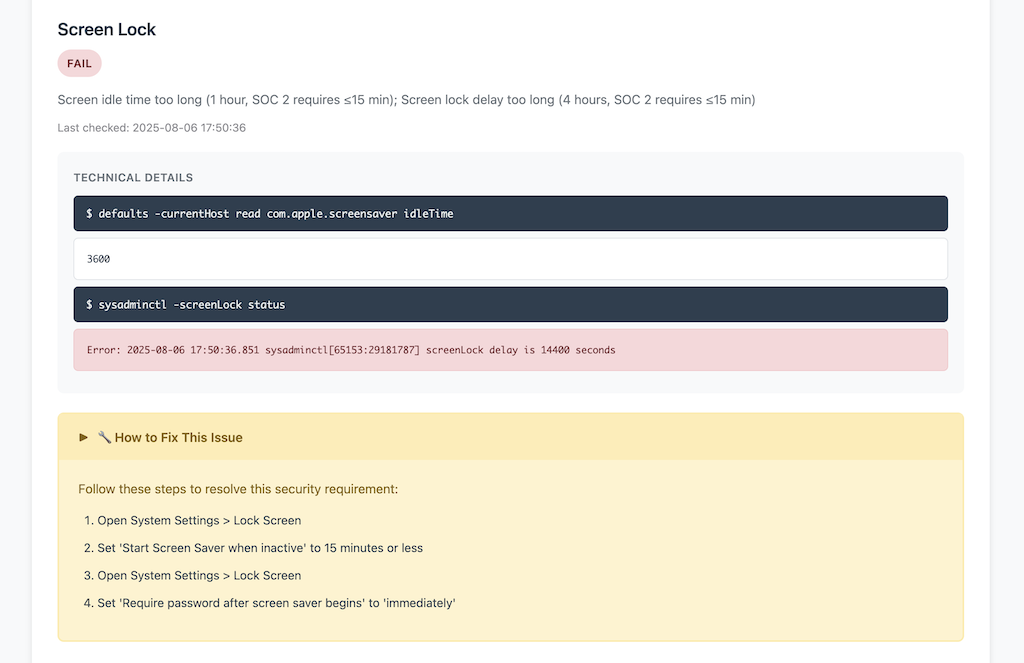 Screen Lock
FAIL
Screen idle time too long (1 hour, SOC 2 requires ≤15 min); Screen lock delay too long (4 hours, SOC 2 requires ≤15 min)
Last checked: 2025-08-06 17:50:36
TECHNICAL DETAILS
$ defaults -currentHost read com.apple.screensaver idleTime
3600
$ sysadminctl -screenLock status
Error: 2025-08-06 17:50:36.851 sysadminctl[65153:29181787] screenLock delay is 14400 seconds
▶ 🔧 How to Fix This Issue
Follow these steps to resolve this security requirement:
1. Open System Settings > Lock Screen
2. Set 'Start Screen Saver when inactive' to 15 minutes or less
3. Open System Settings > Lock Screen
4. Set 'Require password after screen saver begins' to 'immediately'